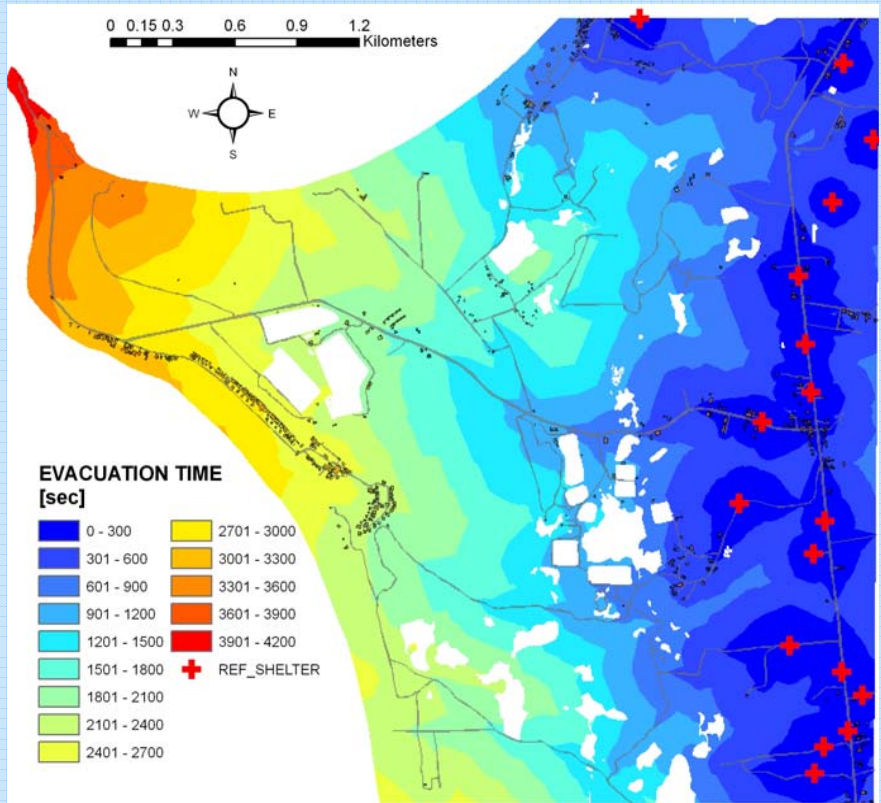 0 0.15 0.3 0.6 0.9 1.2
Kilometers
N
W E
S
EVACUATION TIME
[sec]
0 - 300
301 - 600
601 - 900
901 - 1200
1201 - 1500
1501 - 1800
1801 - 2100
2101 - 2400
2401 - 2700
2701 - 3000
3001 - 3300
3301 - 3600
3601 - 3900
3901 - 4200
REF_SHELTER